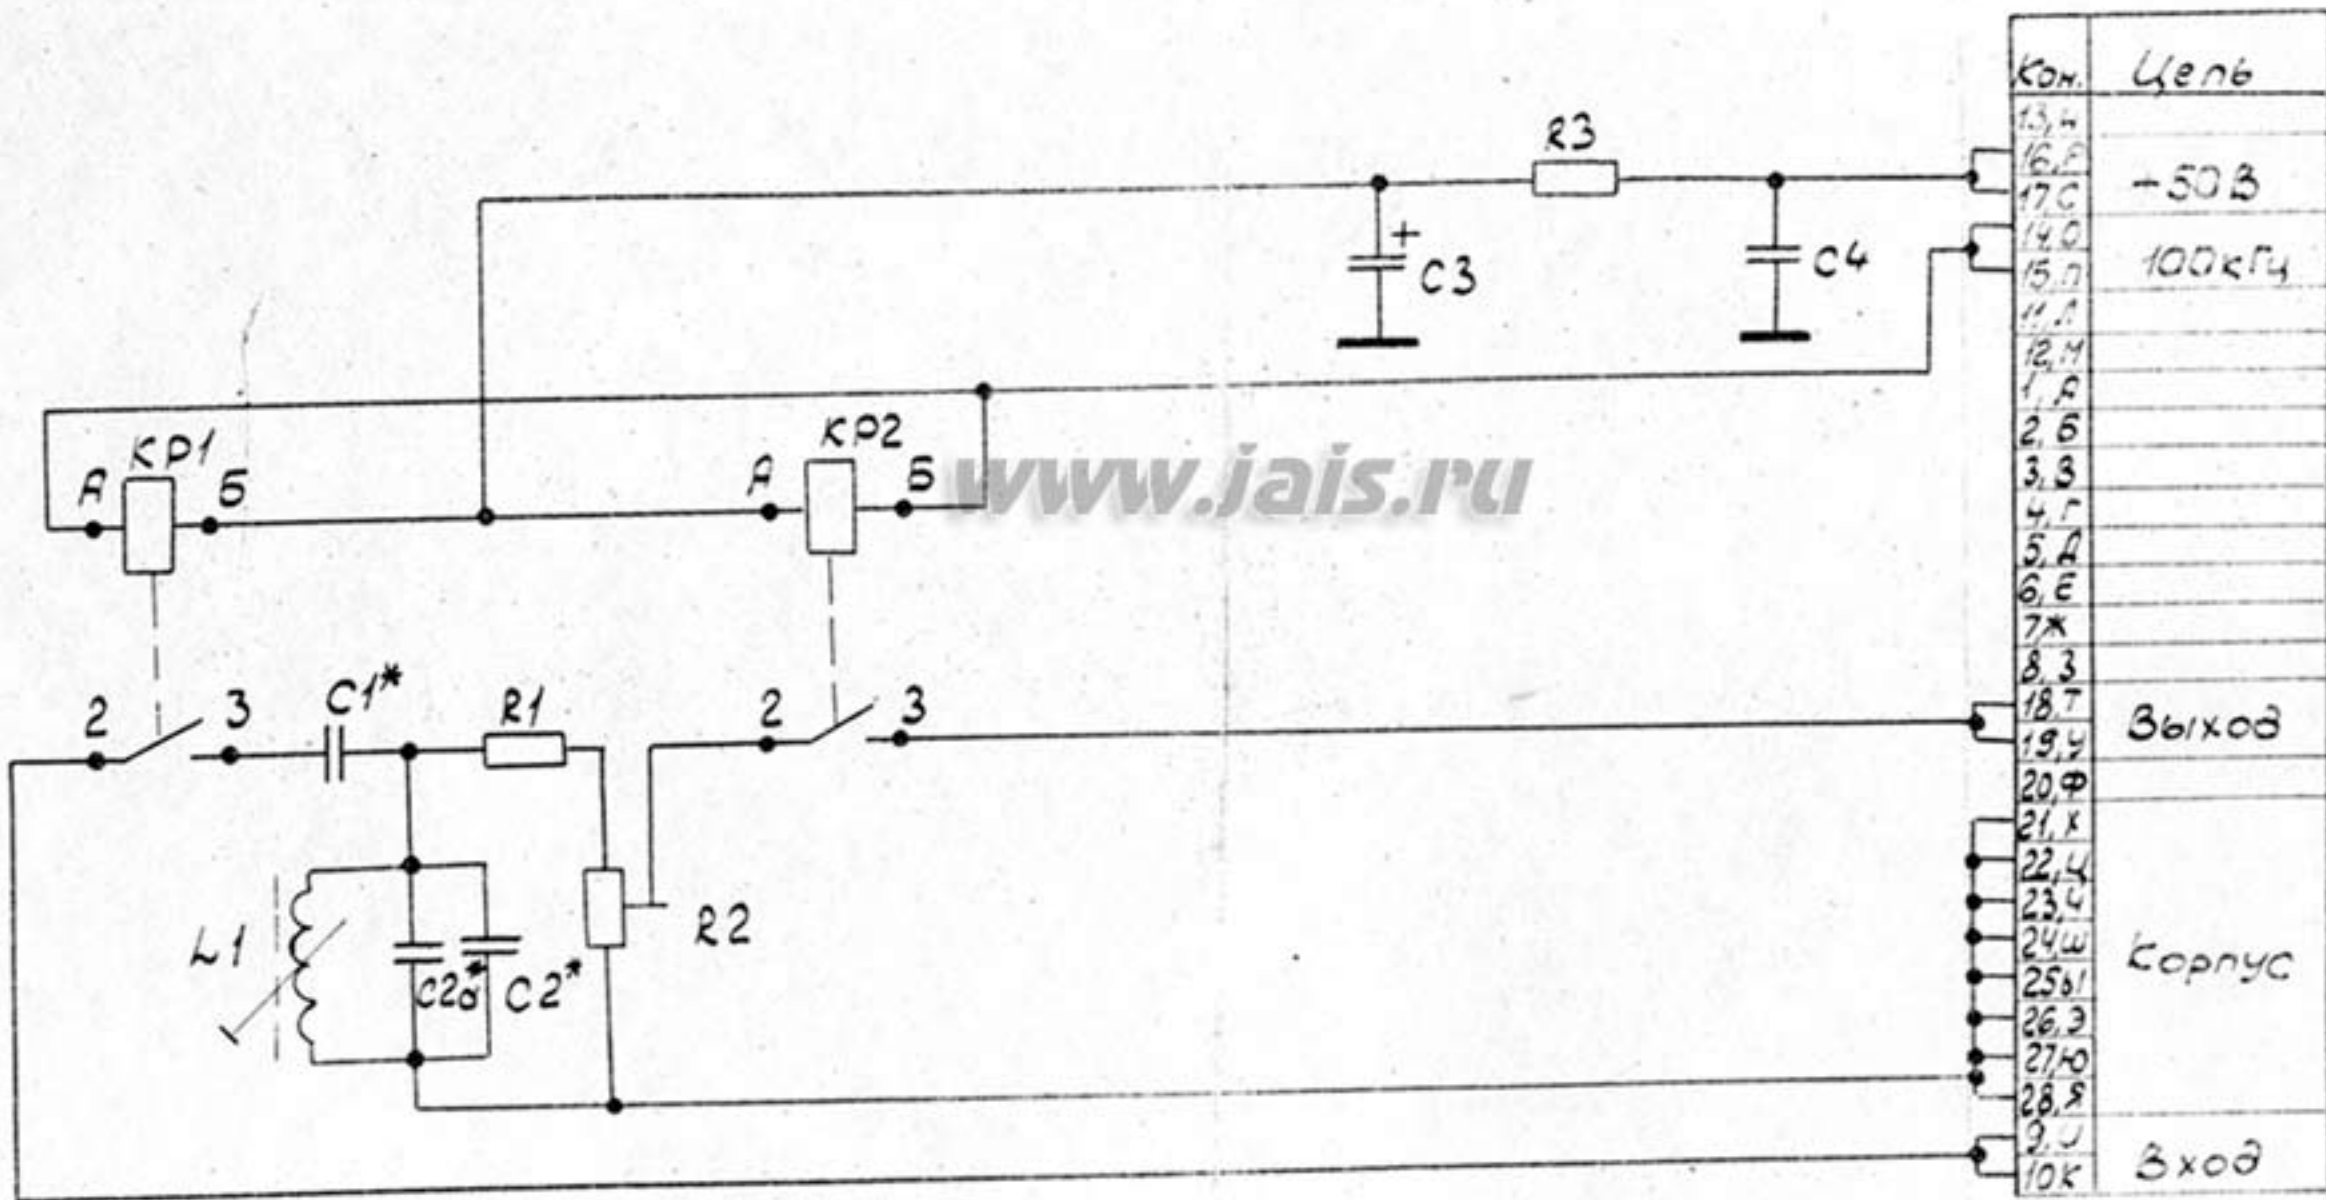 Кон. Цепь
13,Н
16,Р
17,С
-50В
14,О
15,П
100кГц
11,Л
12,М
1,А
2,Б
3,В
4,Г
5,Д
6,Е
7Ж
8,З
18,Т
19,У
Выход
20,Ф
21,Х
22,Ц
23,Ч
24,Ш
25Ы
26,Э
27,Ю
28,Я
Корпус
9,И
10К
Вход
R3
+
C3
C4
КР1
А
Б
КР2
А
Б
www.jais.ru
2
3
C1*
R1
2
3
L1
C2а*
C2*
R2